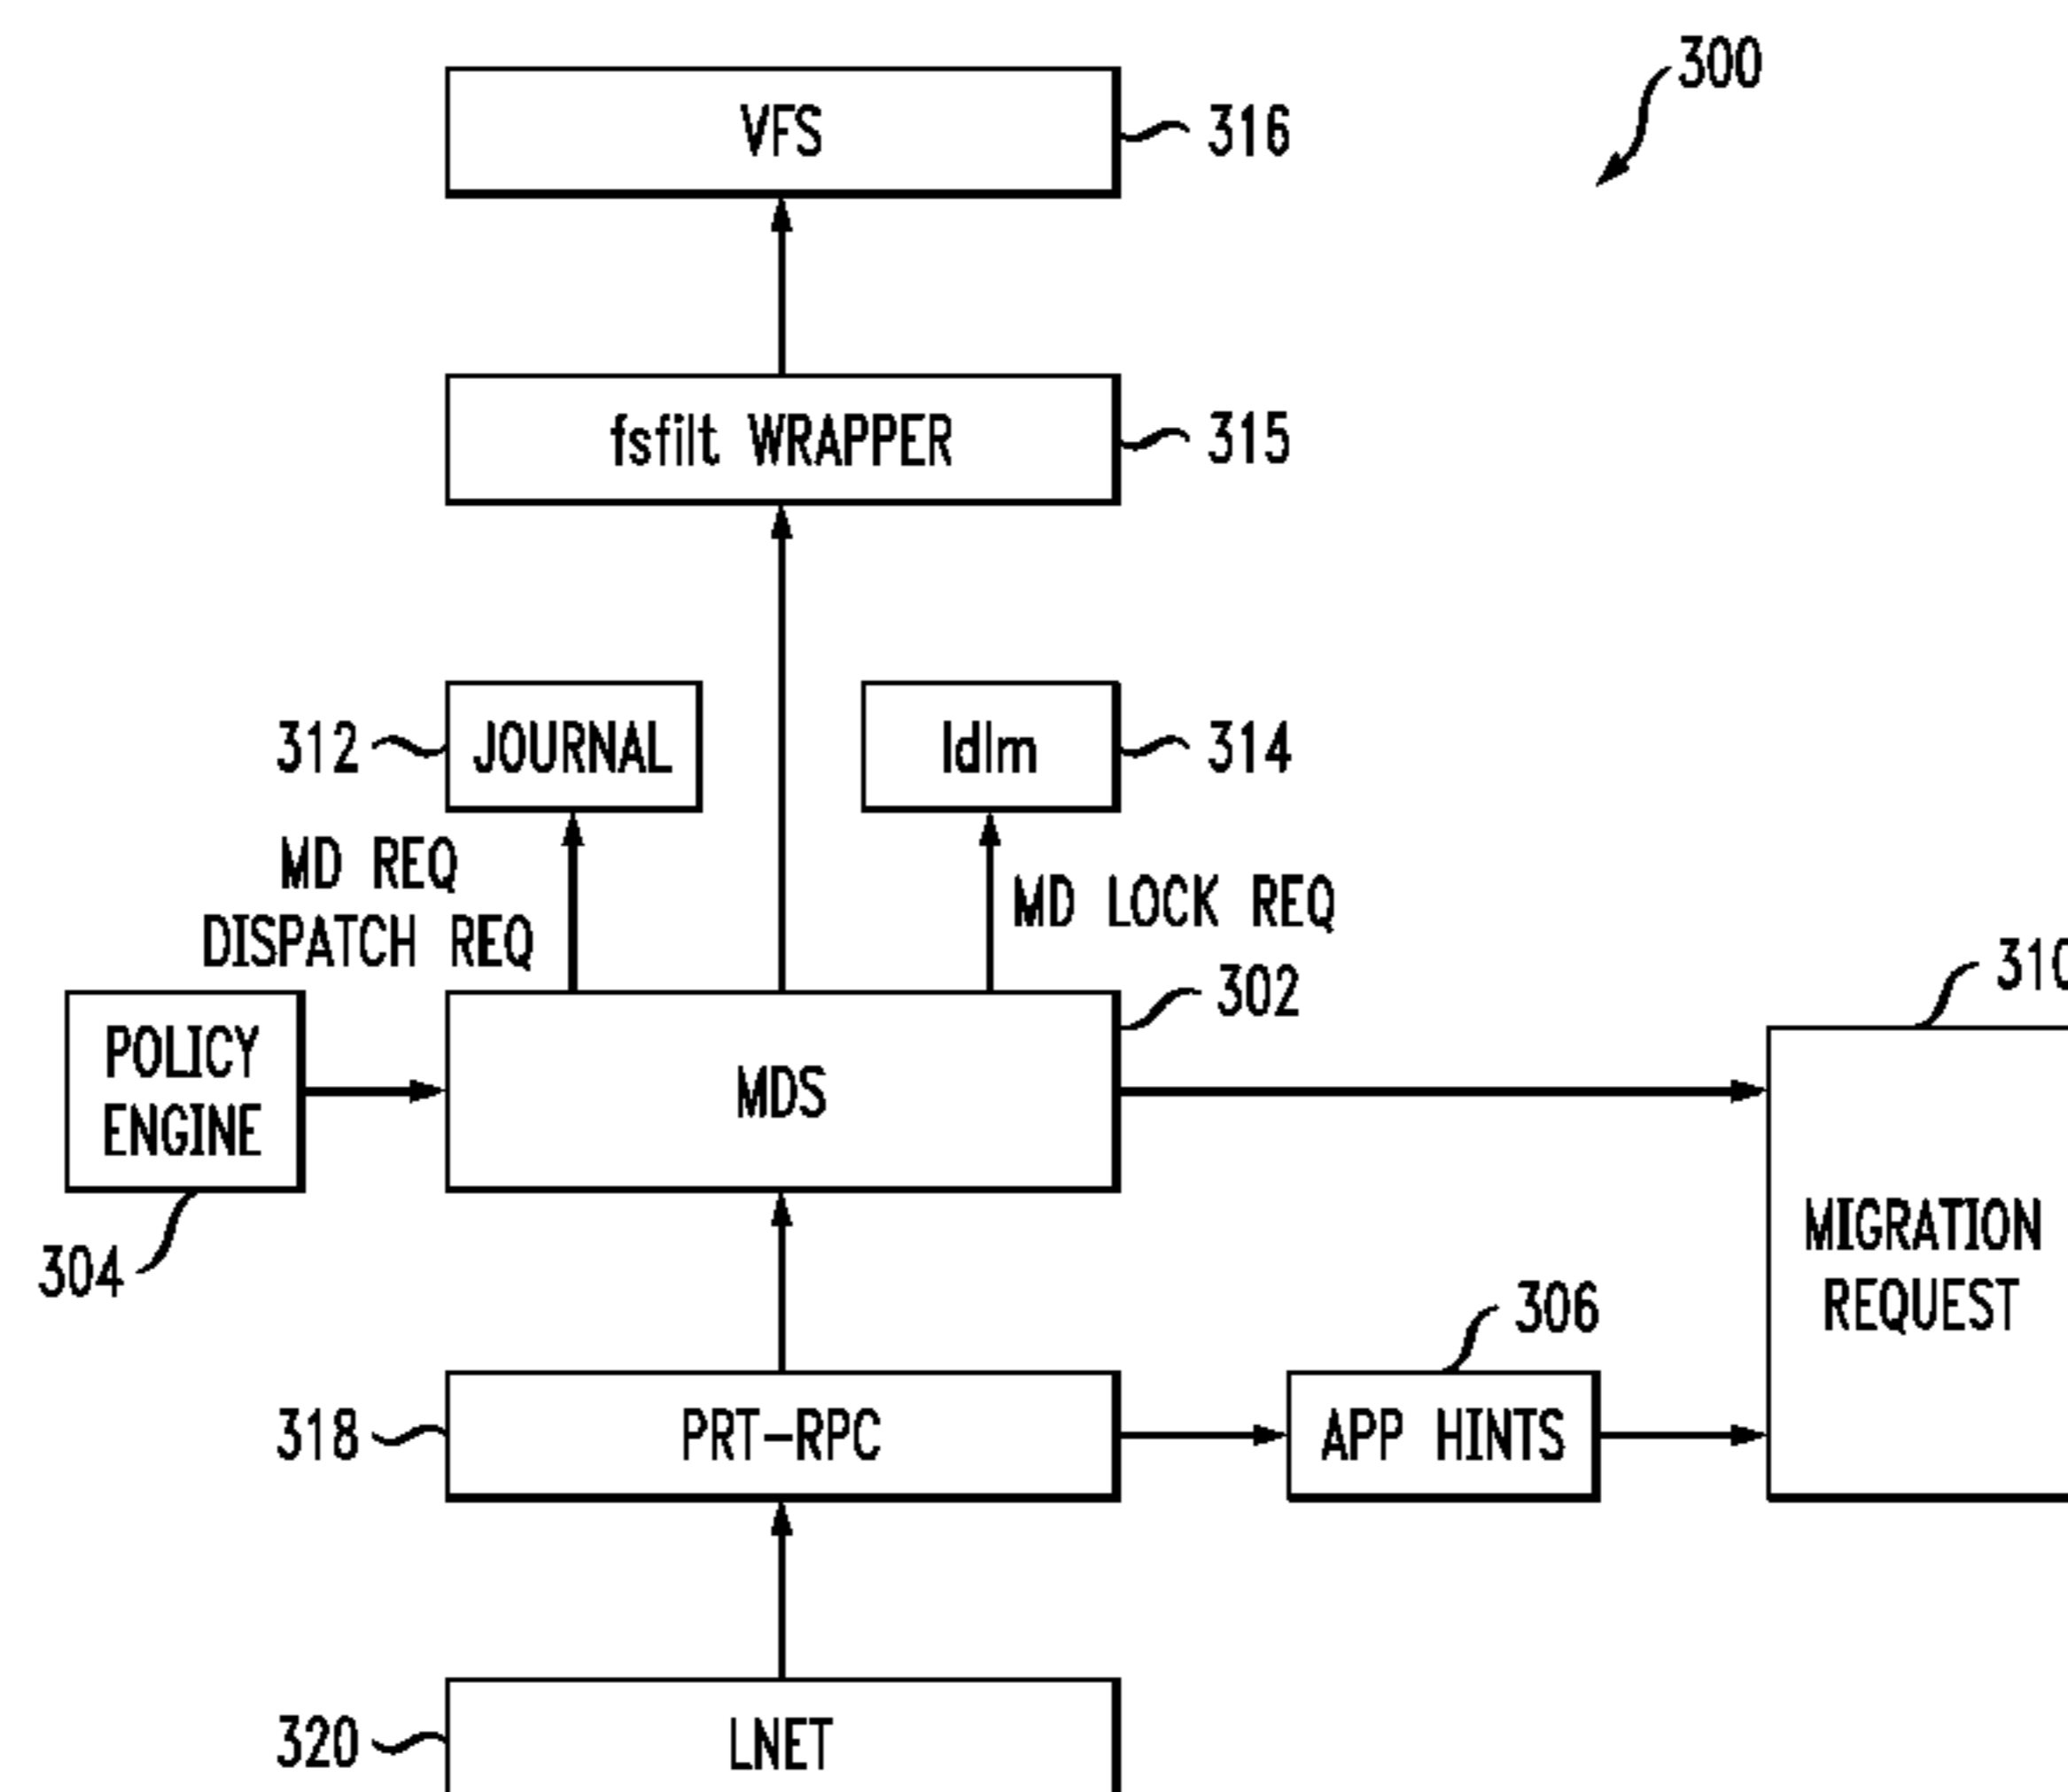 300
VFS
316
fsfilt WRAPPER
315
312
JOURNAL
ldlm
314
MD REQ
DISPATCH REQ
MD LOCK REQ
302
310
POLICY
ENGINE
MDS
304
MIGRATION
REQUEST
306
318
PRT-RPC
APP HINTS
320
LNET